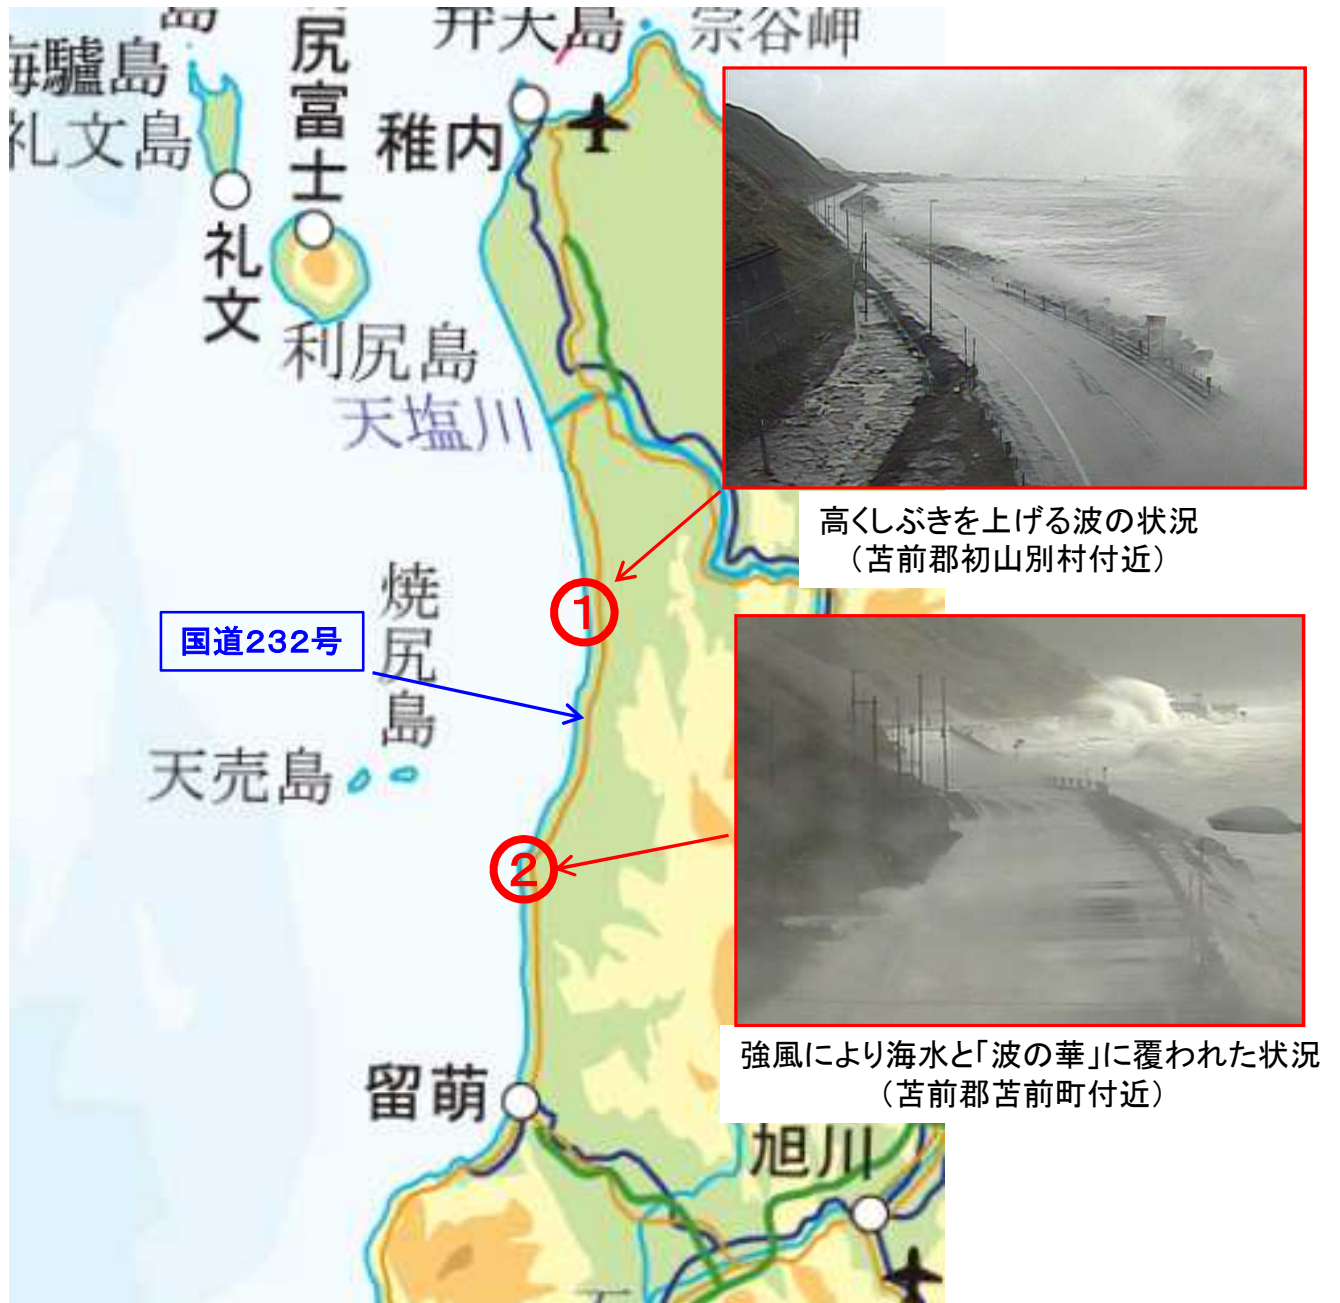 弁天島
宗谷岬
海驢島
礼文島
尻富士
稚内
礼文
利尻島
天塩川
高くしぶきを上げる波の状況
（苫前郡初山別村付近）
焼尻島
1
国道232号
天売島
2
強風により海水と「波の華」に覆われた状況
（苫前郡苫前町付近）
留萌
旭川